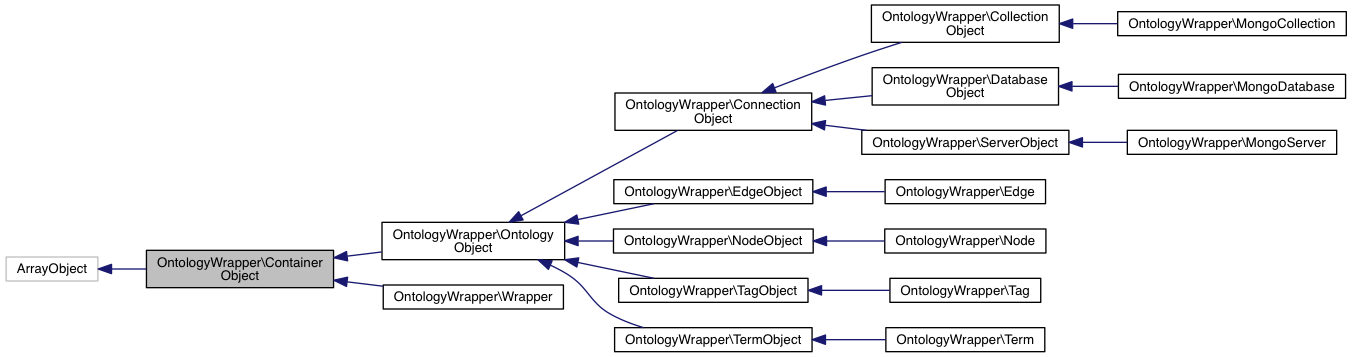 OntologyWrapper\Collection
Object
OntologyWrapper\MongoCollection
OntologyWrapper\Database
Object
OntologyWrapper\MongoDatabase
OntologyWrapper\Connection
Object
OntologyWrapper\ServerObject
OntologyWrapper\MongoServer
OntologyWrapper\EdgeObject
OntologyWrapper\Edge
OntologyWrapper\Ontology
Object
OntologyWrapper\NodeObject
OntologyWrapper\Node
ArrayObject
OntologyWrapper\Container
Object
OntologyWrapper\Wrapper
OntologyWrapper\TagObject
OntologyWrapper\Tag
OntologyWrapper\TermObject
OntologyWrapper\Term